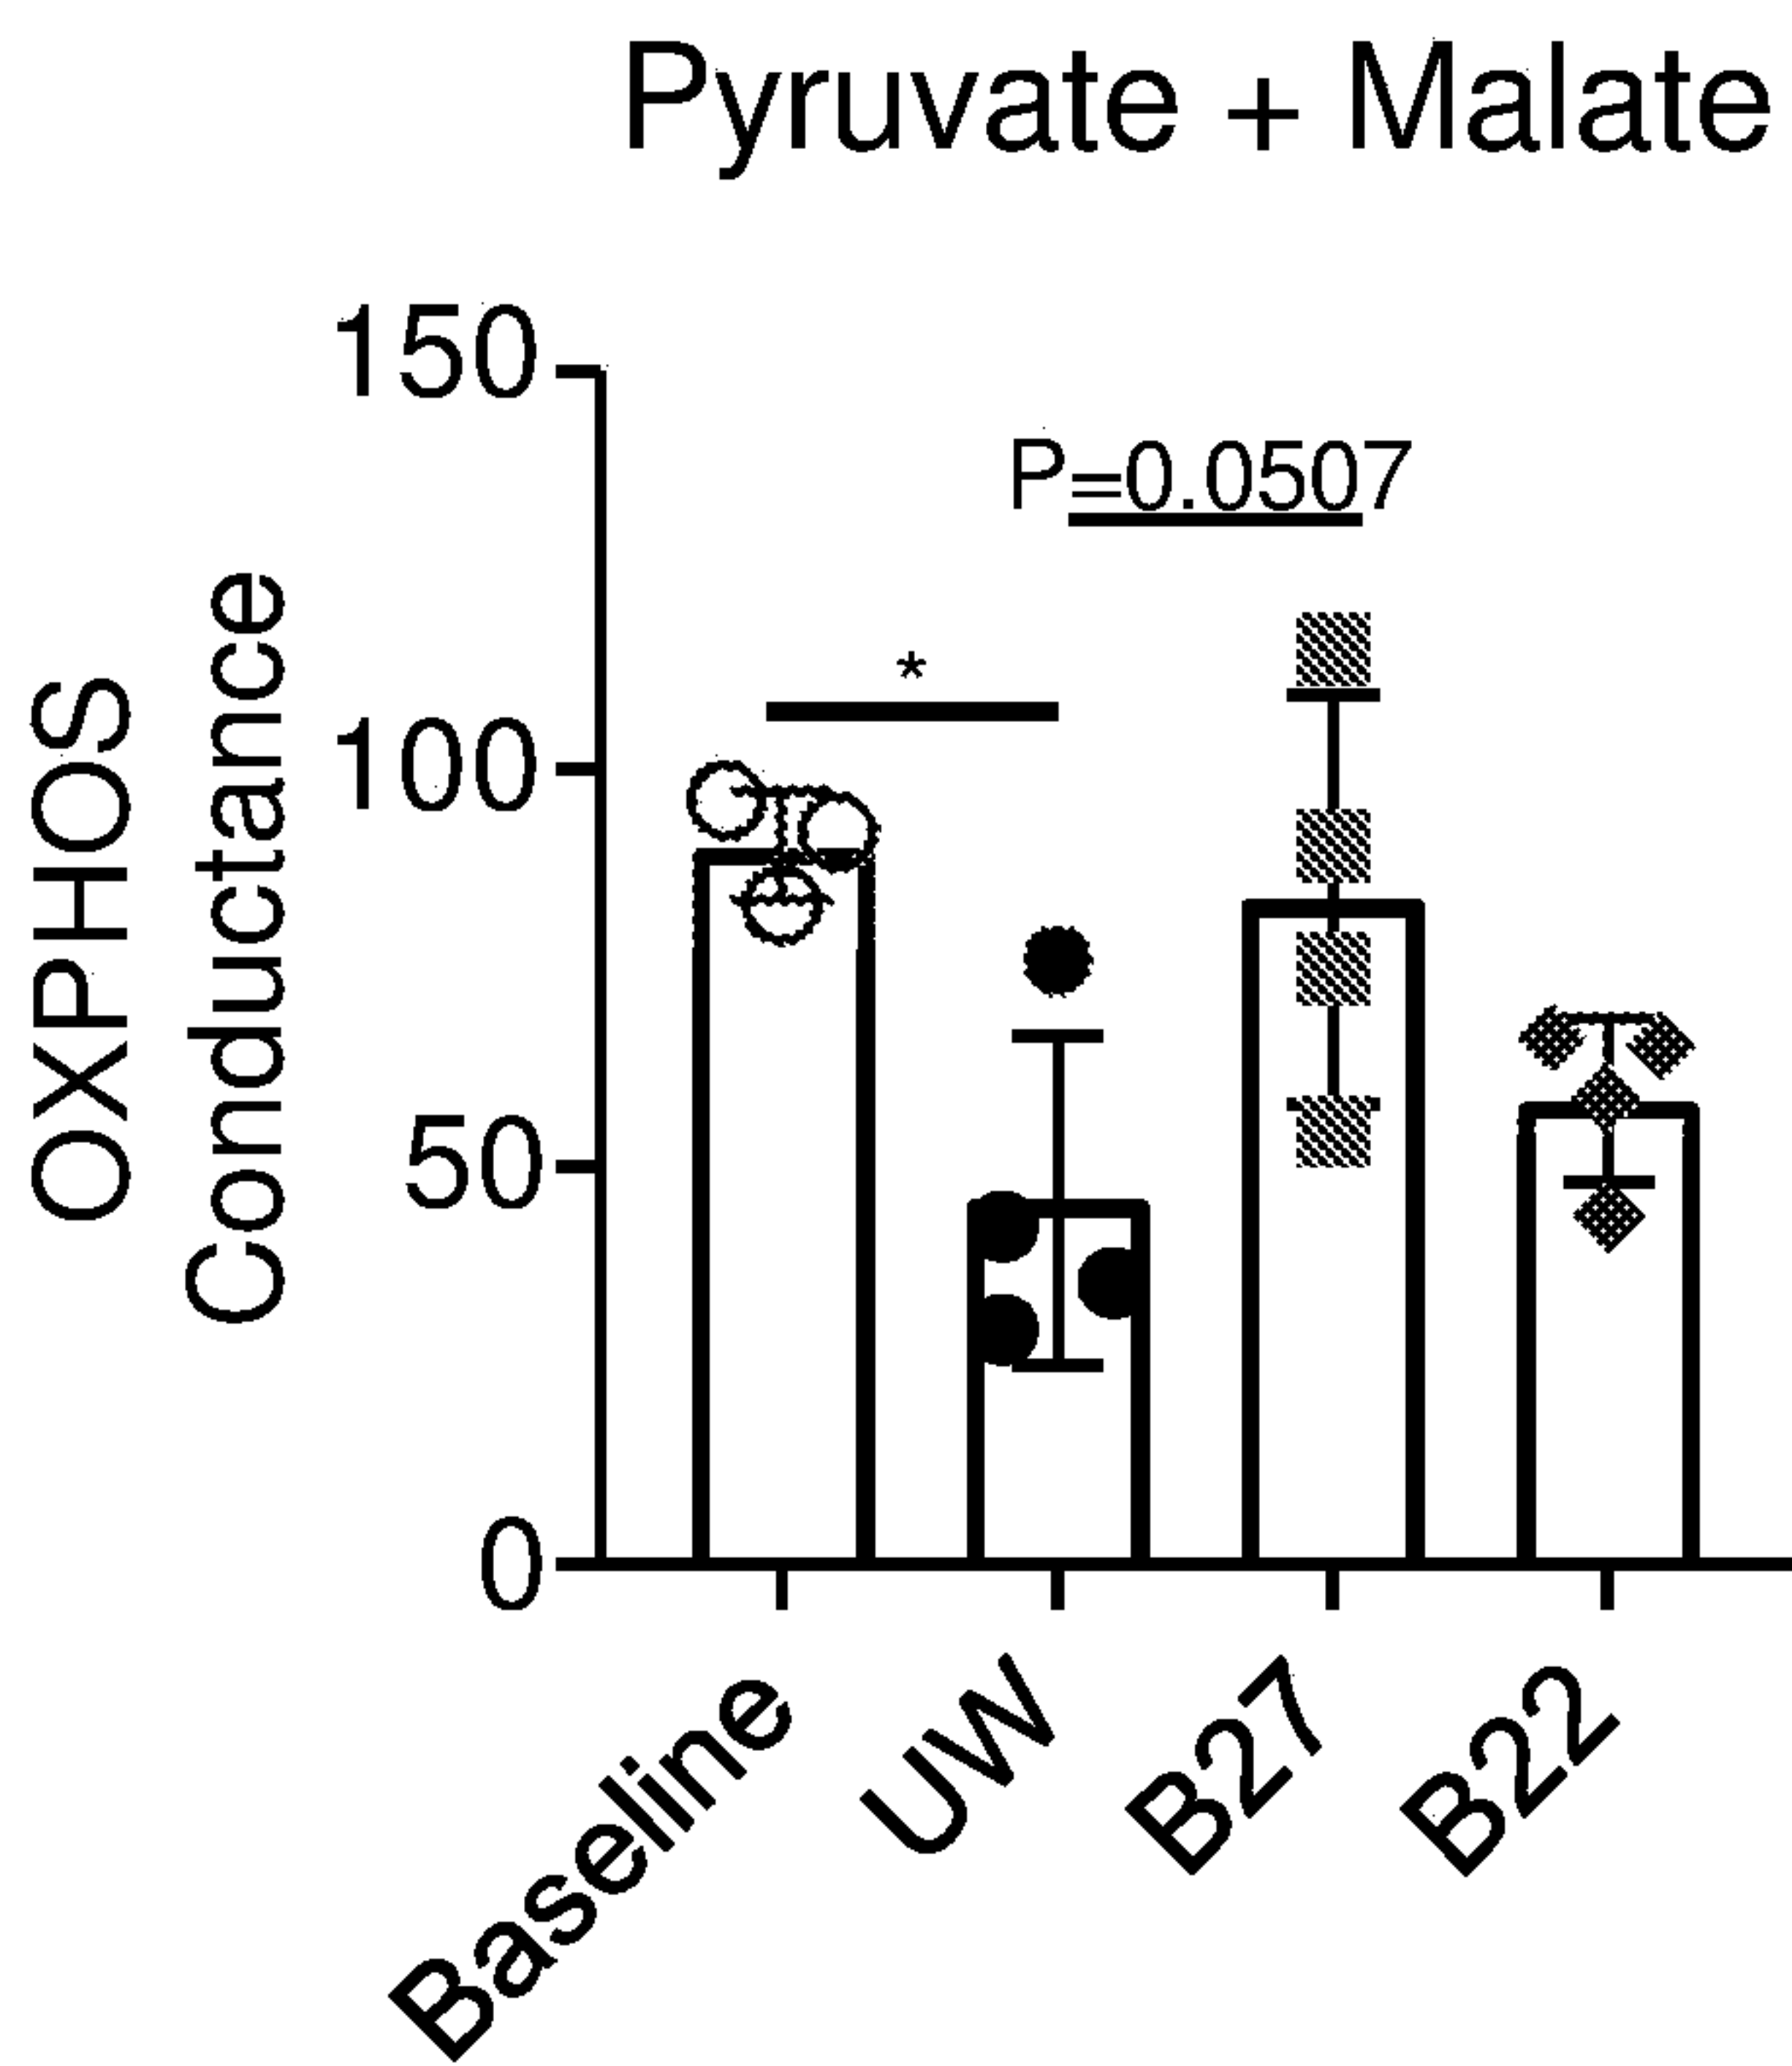 Pyruvate + Malate
OXPHOS
Conductance
150
100
50
0
P=0.0507
*
Baseline
UW
B27
B22